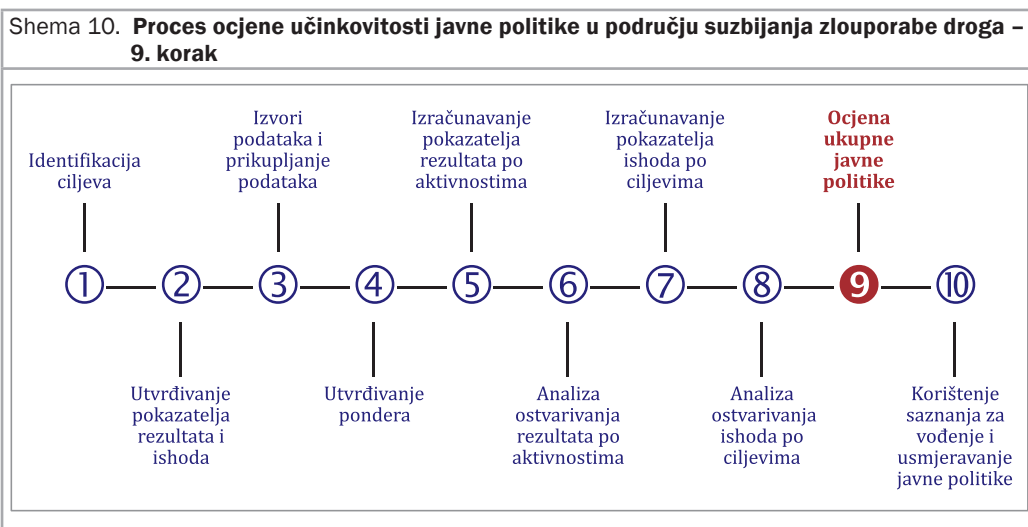 Shema 10. Proces ocjene učinkovitosti javne politike u području suzbijanja zlouporabe droga –
9. korak
Identifikacija
ciljeva
Izvori
podataka i
prikupljanje
podataka
Izračunavanje
pokazatelja
rezultata po
aktivnostima
Izračunavanje
pokazatelja
ishoda po
ciljevima
Ocjena
ukupne
javne
politike
1 2 3 4 5 6 7 8 9 10
Utvrđivanje
pokazatelja
rezultata i
ishoda
Utvrđivanje
pondera
Analiza
ostvarivanja
rezultata po
aktivnostima
Analiza
ostvarivanja
ishoda po
ciljevima
Korištenje
saznanja za
vođenje i
usmjeravanje
javne politike